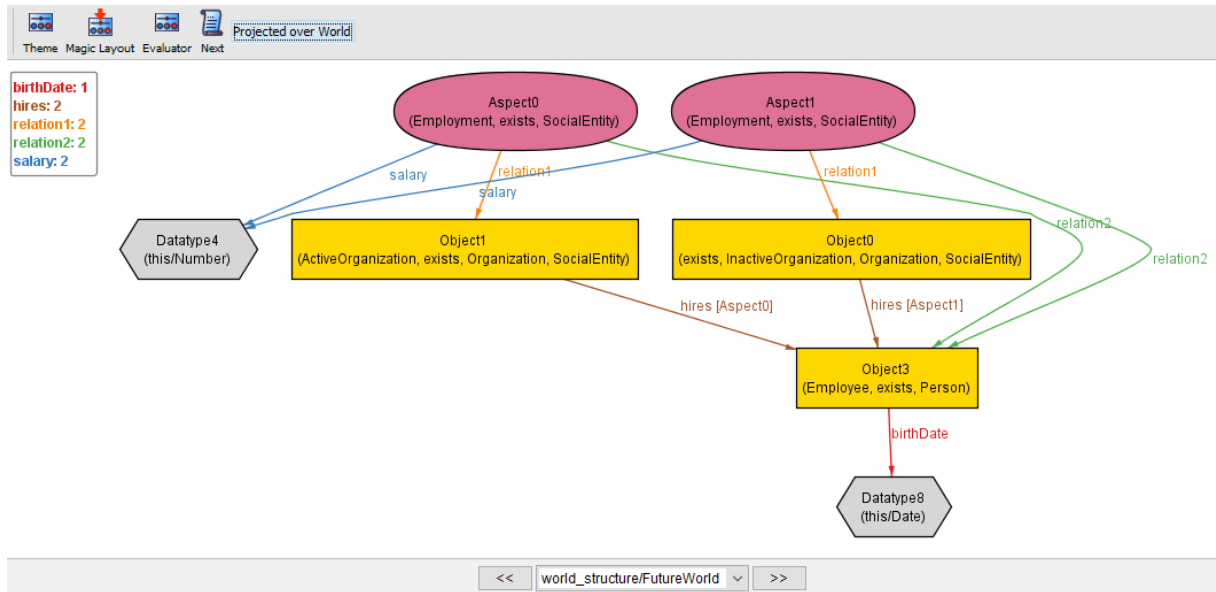 Theme Magic Layout Evaluator Next Projected over World
birthDate: 1
hires: 2
relation1: 2
relation2: 2
salary: 2
Aspect0
(Employment, exists, SocialEntity)
Aspect1
(Employment, exists, SocialEntity)
salary
relation1
salary
relation1
relation2
relation2
Datatype4
(this/Number)
Object1
(ActiveOrganization, exists, Organization, SocialEntity)
Object0
(exists, InactiveOrganization, Organization, SocialEntity)
hires [Aspect0]
hires [Aspect1]
Object3
(Employee, exists, Person)
birthDate
Datatype8
(this/Date)
<< world_structure/FutureWorld >>